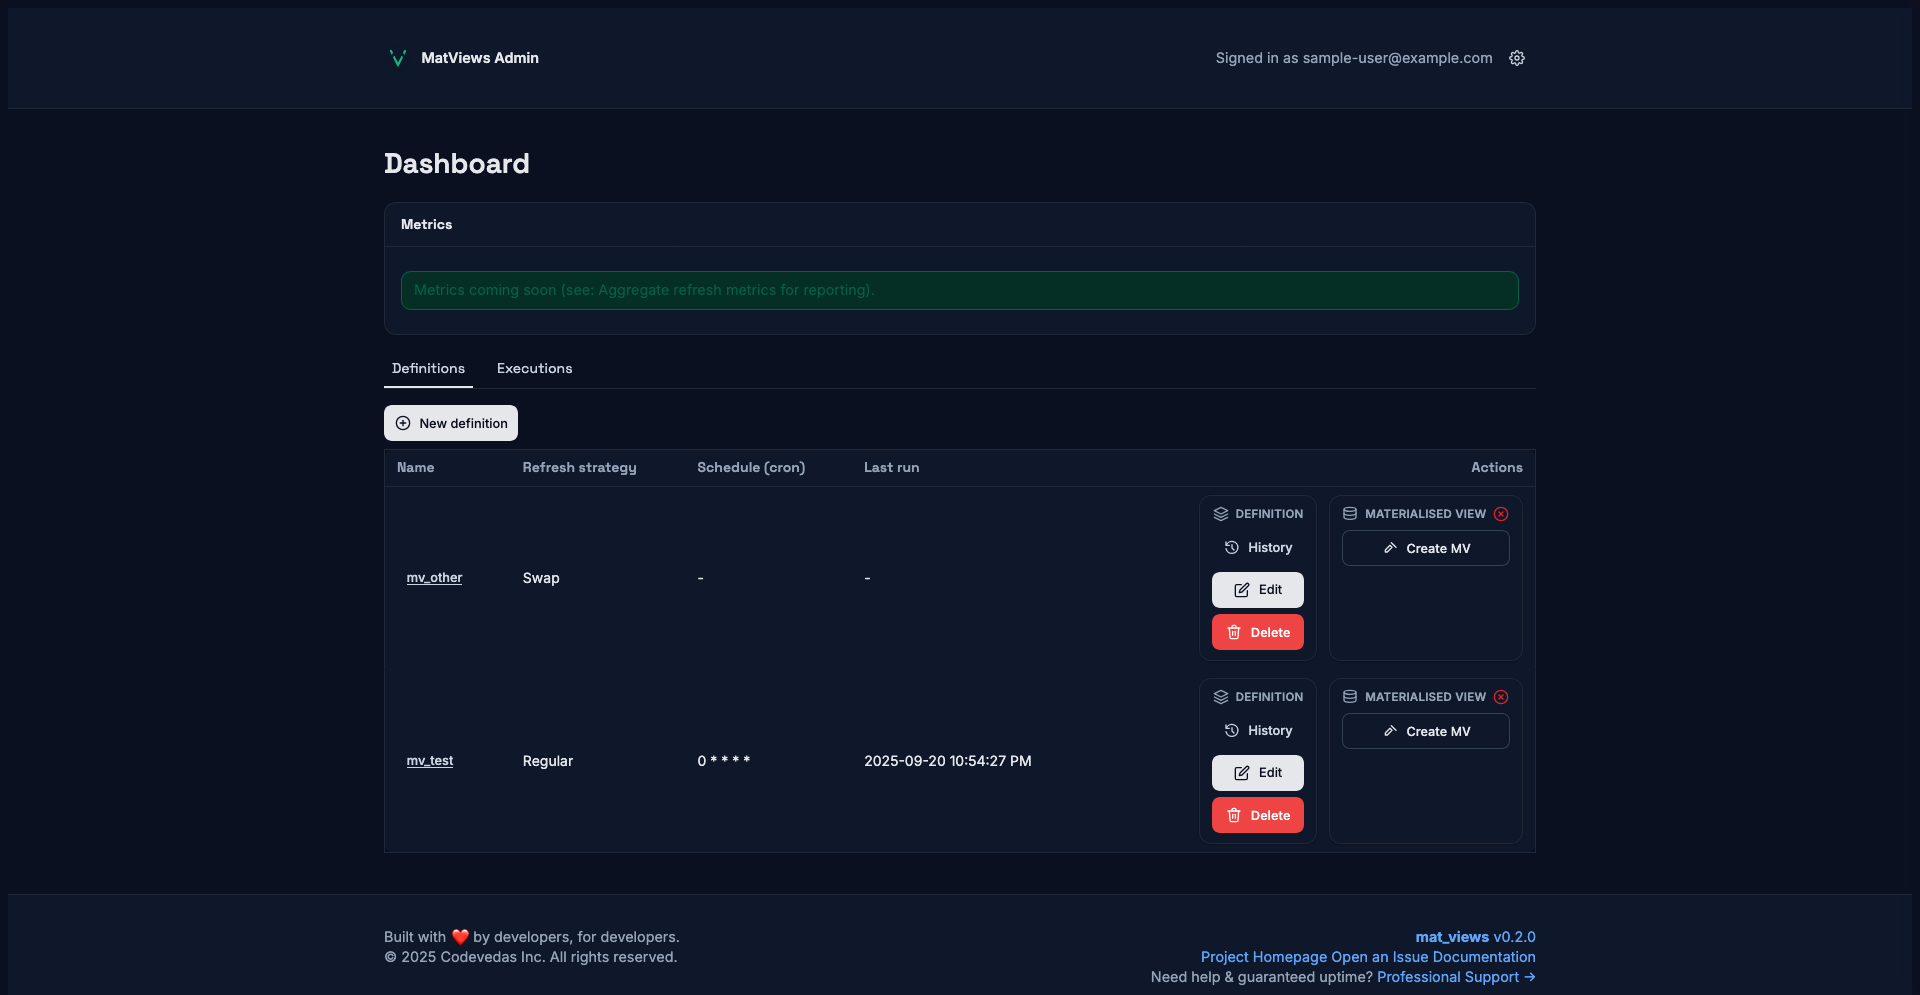 MatViews Admin
Signed in as sample-user@example.com
Dashboard
Metrics
Metrics coming soon (see: Aggregate refresh metrics for reporting).
Definitions Executions
New definition
Name Refresh strategy Schedule (cron) Last run Actions
DEFINITION MATERIALISED VIEW
History Create MV
mv_other Swap - -
Edit
Delete
DEFINITION MATERIALISED VIEW
History Create MV
mv_test Regular 0 * * * * 2025-09-20 10:54:27 PM
Edit
Delete
Built with ❤️ by developers, for developers.
© 2025 Codevedas Inc. All rights reserved.
mat_views v0.2.0
Project Homepage Open an Issue Documentation
Need help & guaranteed uptime? Professional Support →